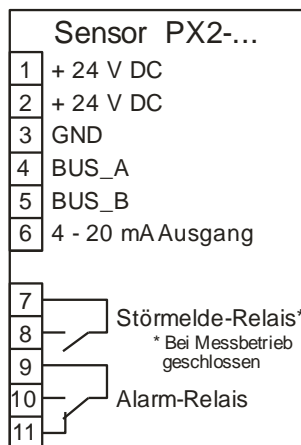 Sensor PX2-...
1 + 24 V DC
2 + 24 V DC
3 GND
4 BUS_A
5 BUS_B
6 4 - 20 mA Ausgang
7
8 Störmelde-Relais*
* Bei Messbetrieb
geschlossen
9
10 Alarm-Relais
11